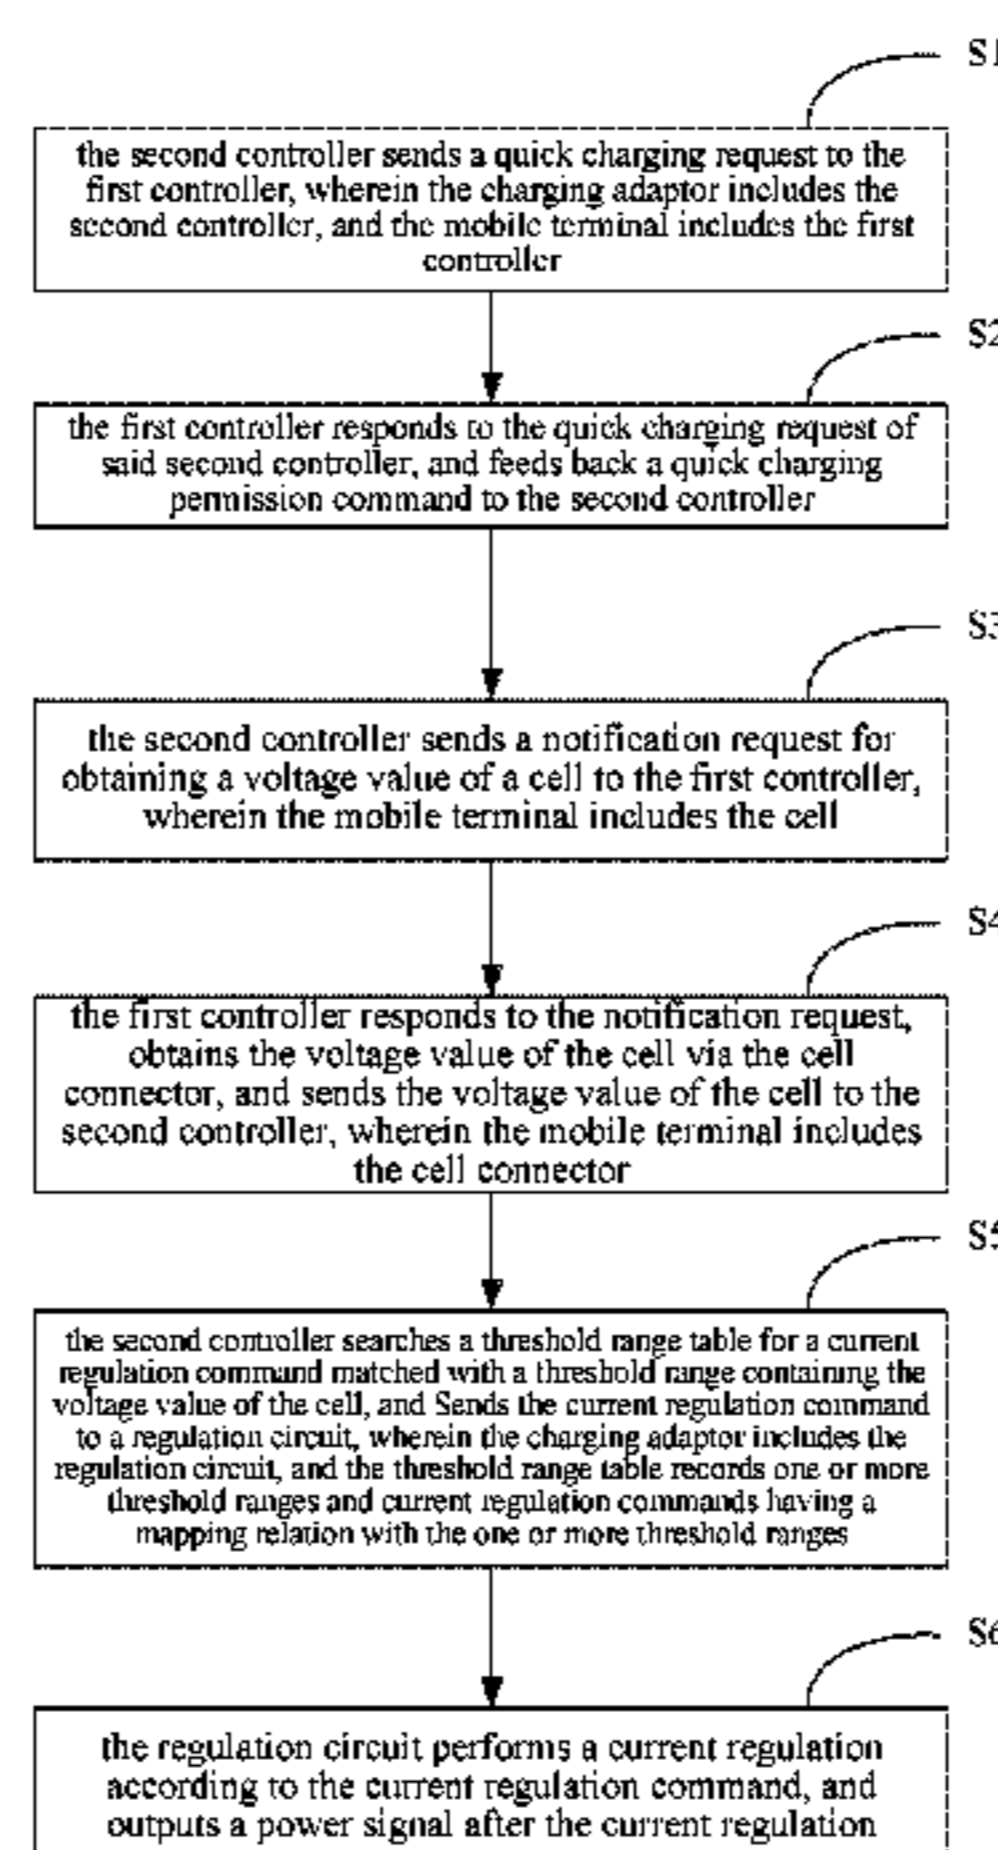 S1
the second controller sends a quick charging request to the
first controller, wherein the charging adaptor includes the
second controller, and the mobile terminal includes the first
controller
S2
the first controller responds to the quick charging request of
said second controller, and feeds back a quick charging
permission command to the second controller
S3
the second controller sends a notification request for
obtaining a voltage value of a cell to the first controller,
wherein the mobile terminal includes the cell
S4
the first controller responds to the notification request,
obtains the voltage value of the cell via the cell
connector, and sends the voltage value of the cell to the
second controller, wherein the mobile terminal includes
the cell connector
S5
the second controller searches a threshold range table for a current
regulation command matched with a threshold range containing the
voltage value of the cell, and Sends the current regulation command
to a regulation circuit, wherein the charging adaptor includes the
regulation circuit, and the threshold range table records one or more
threshold ranges and current regulation commands having a
mapping relation with the one or more threshold ranges
S6
the regulation circuit performs a current regulation
according to the current regulation command, and
outputs a power signal after the current regulation